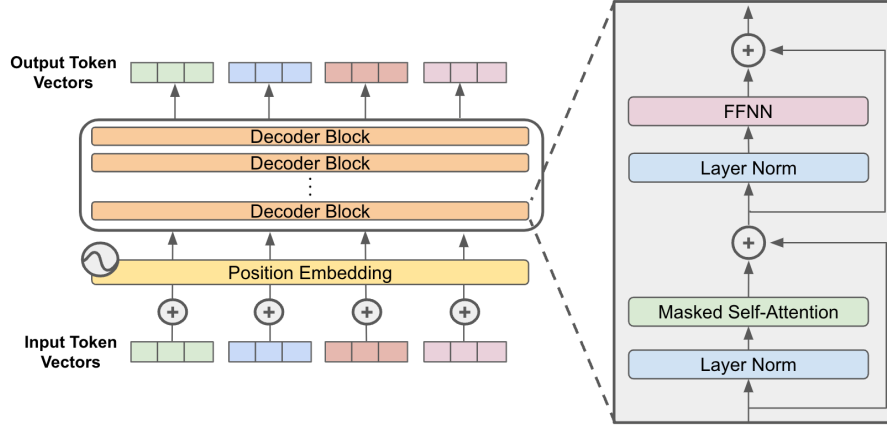 Output Token
Vectors
Decoder Block
Decoder Block
Decoder Block
Position Embedding
Input Token
Vectors
FFNN
Layer Norm
Masked Self-Attention
Layer Norm